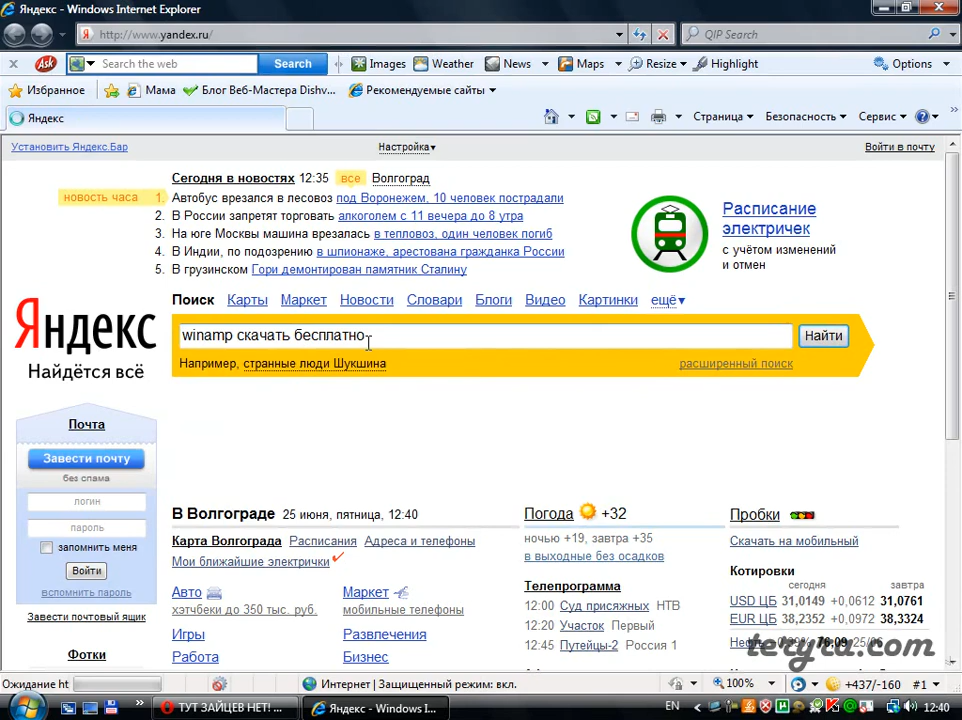 Яндекс - Windows Internet Explorer
http://www.yandex.ru/
QIP Search
Ask
Search the web
Search
Images
Weather
News
Maps
Resize
Highlight
Options
Избранное
Мама
Блог Веб-Мастера Dishv...
Рекомендуемые сайты
Яндекс
Страница
Безопасность
Сервис
Установить Яндекс.Бар
Настройка
Войти в почту
Сегодня в новостях 12:35 все Волгоград
новость часа 1. Автобус врезался в лесовоз под Воронежем, 10 человек пострадали
2. В России запретят торговать алкоголем с 11 вечера до 8 утра
3. На юге Москвы машина врезалась в тепловоз, один человек погиб
4. В Индии, по подозрению в шпионаже, арестована гражданка России
5. В грузинском Гори демонтирован памятник Сталину
Расписание
электричек
с учётом изменений
и отмен
Яндекс
Найдётся всё
Поиск Карты Маркет Новости Словари Блоги Видео Картинки ещё
winamp скачать бесплатно
Найти
Например, странные люди Шукшина
расширенный поиск
Почта
Завести почту
без спама
логин
пароль
запомнить меня
Войти
вспомнить пароль
Завести почтовый ящик
Фотки
В Волгограде 25 июня, пятница, 12:40
Карта Волгограда Расписания Адреса и телефоны
Мои ближайшие электрички
Авто
хэтчбеки до 350 тыс. руб.
Маркет
мобильные телефоны
Игры
Развлечения
Работа
Бизнес
Погода +32
ночью +19, завтра +35
в выходные без осадков
Телепрограмма
12:00 Суд присяжных НТВ
12:20 Участок Первый
12:45 Путейцы-2 Россия 1
Пробки
Скачать на мобильный
Котировки
сегодня завтра
USD ЦБ 31,0149 +0,0612 31,0761
EUR ЦБ 38,2352 +0,0972 38,3324
Нефть -0,39% 76,09 25/06
teryra.com
Ожидание ht
Интернет | Защищенный режим: вкл.
100%
+437/-160
#1
ТУТ ЗАЙЦЕВ НЕТ! ...
Яндекс - Windows I...
EN
12:40